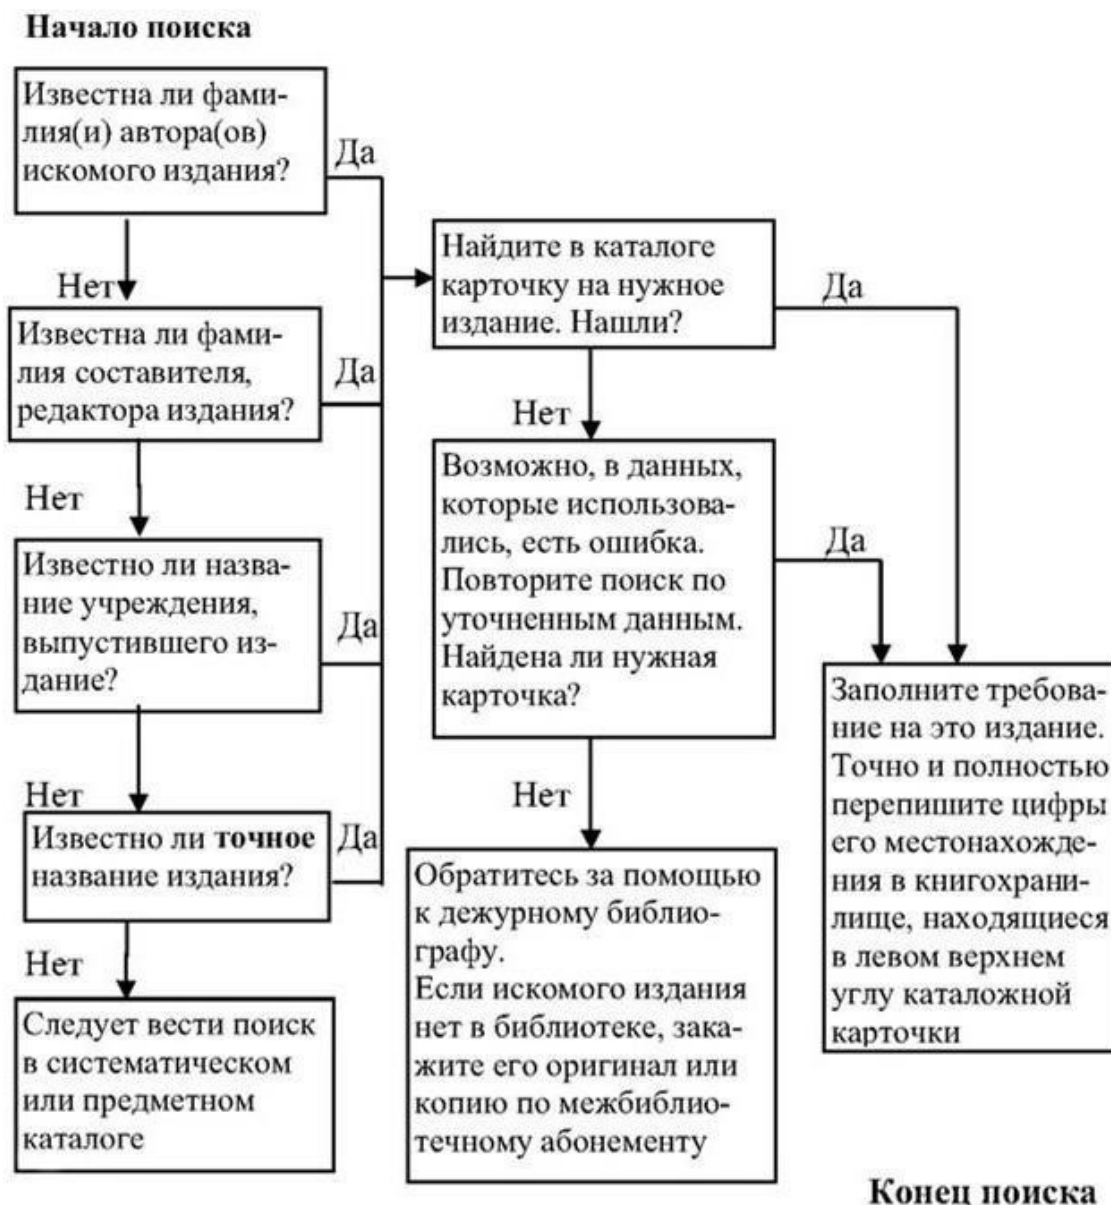 Начало поиска
Известна ли фами-
лия(и) автора(ов)
искомого издания?
Да
Нет
Известна ли фами-
лия составителя,
редактора издания?
Да
Нет
Известно ли назва-
ние учреждения,
выпустившего из-
дание?
Да
Нет
Известно ли точное
название издания?
Да
Нет
Следует вести поиск
в систематическом
или предметном
каталоге
Найдите в каталоге
карточку на нужное
издание. Нашли?
Да
Нет
Возможно, в данных,
которые использова-
лись, есть ошибка.
Повторите поиск по
уточненным данным.
Найдена ли нужная
карточка?
Да
Нет
Обратитесь за помощью
к дежурному библио-
графу.
Если искомого издания
нет в библиотеке, зака-
жите его оригинал или
копию по межбиблио-
течному абонементу
Заполните требова-
ние на это издание.
Точно и полностью
перепишите цифры
его местонахожде-
ния в книгохрани-
лище, находящиеся
в левом верхнем
углу каталожной
карточки
Конец поиска